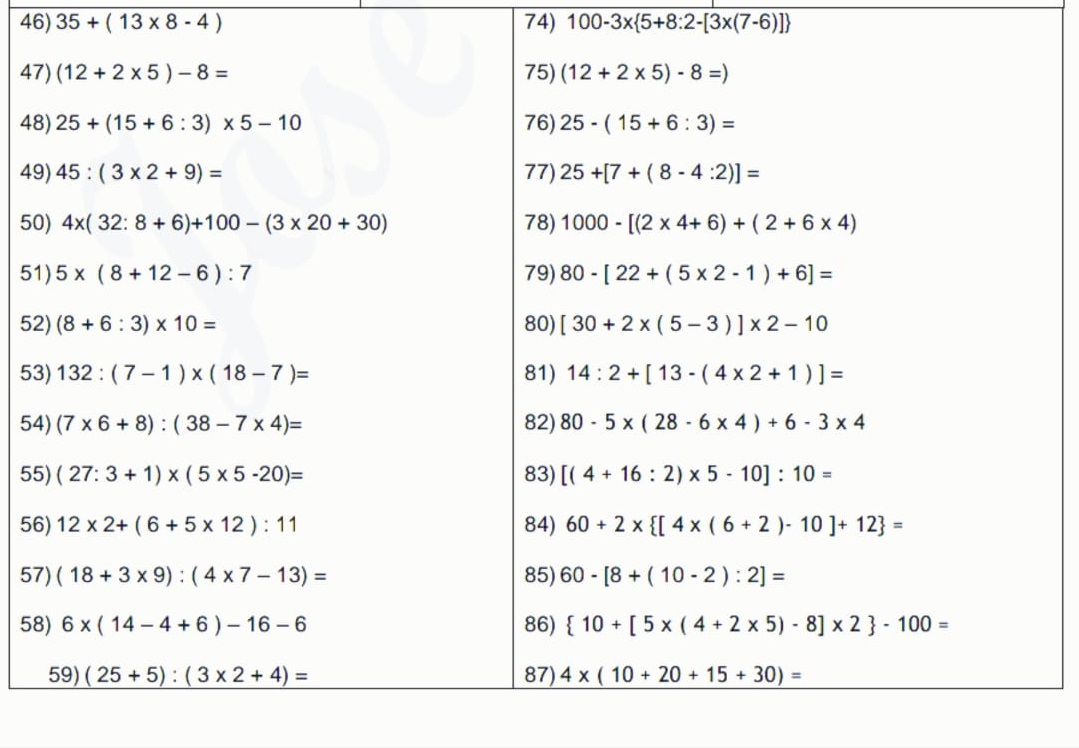 46) 35 + ( 13 x 8 - 4 )
47) (12 + 2 x 5 ) – 8 =
48) 25 + (15 + 6 : 3) x 5 – 10
49) 45 : ( 3 x 2 + 9) =
50) 4x( 32: 8 + 6)+100 – (3 x 20 + 30)
51) 5 x ( 8 + 12 – 6 ) : 7
52) (8 + 6 : 3) x 10 =
53) 132 : ( 7 – 1 ) x ( 18 – 7 )=
54) (7 x 6 + 8) : ( 38 – 7 x 4)=
55) ( 27: 3 + 1) x ( 5 x 5 -20)=
56) 12 x 2+ ( 6 + 5 x 12 ) : 11
57) ( 18 + 3 x 9) : ( 4 x 7 – 13) =
58) 6 x ( 14 – 4 + 6 ) – 16 – 6
59) ( 25 + 5) : ( 3 x 2 + 4) =
74) 100-3x{5+8:2-[3x(7-6)]}
75) (12 + 2 x 5) - 8 =)
76) 25 - ( 15 + 6 : 3) =
77) 25 +[7 + ( 8 - 4 :2)] =
78) 1000 - [(2 x 4+ 6) + ( 2 + 6 x 4)
79) 80 - [ 22 + ( 5 x 2 - 1 ) + 6] =
80) [ 30 + 2 x ( 5 – 3 ) ] x 2 – 10
81) 14 : 2 + [ 13 - ( 4 x 2 + 1 ) ] =
82) 80 - 5 x ( 28 - 6 x 4 ) + 6 - 3 x 4
83) [( 4 + 16 : 2) x 5 - 10] : 10 =
84) 60 + 2 x {[ 4 x ( 6 + 2 )- 10 ]+ 12} =
85) 60 - [8 + ( 10 - 2 ) : 2] =
86) { 10 + [ 5 x ( 4 + 2 x 5) - 8] x 2 } - 100 =
87) 4 x ( 10 + 20 + 15 + 30) =
Jose